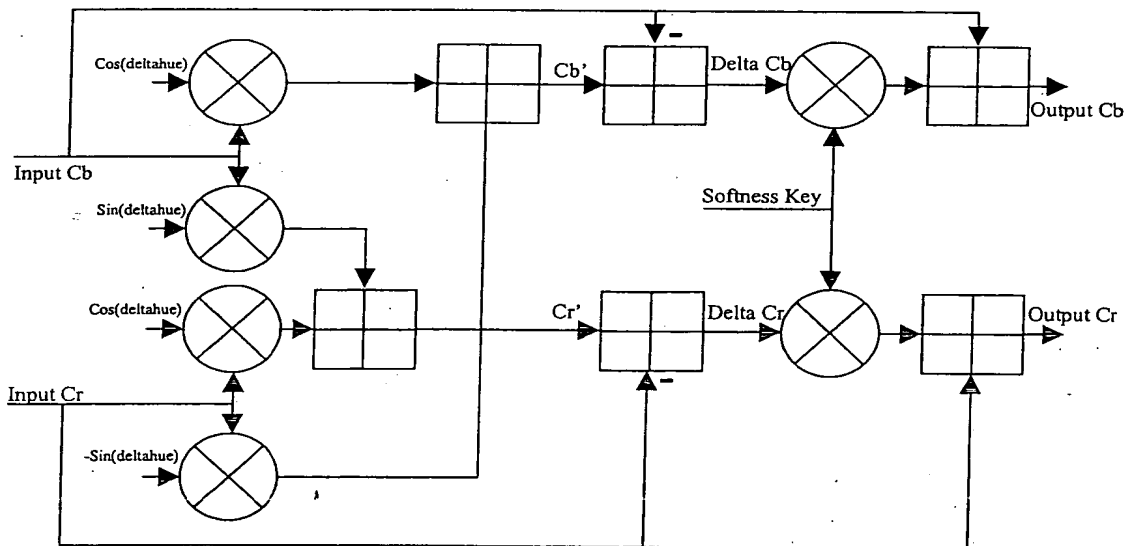 Cos(deltahue)
Cb'
Delta Cb
Output Cb
Input Cb
Sin(deltahue)
Softness Key
Cos(deltahue)
Cr'
Delta Cr
Output Cr
Input Cr
-Sin(deltahue)